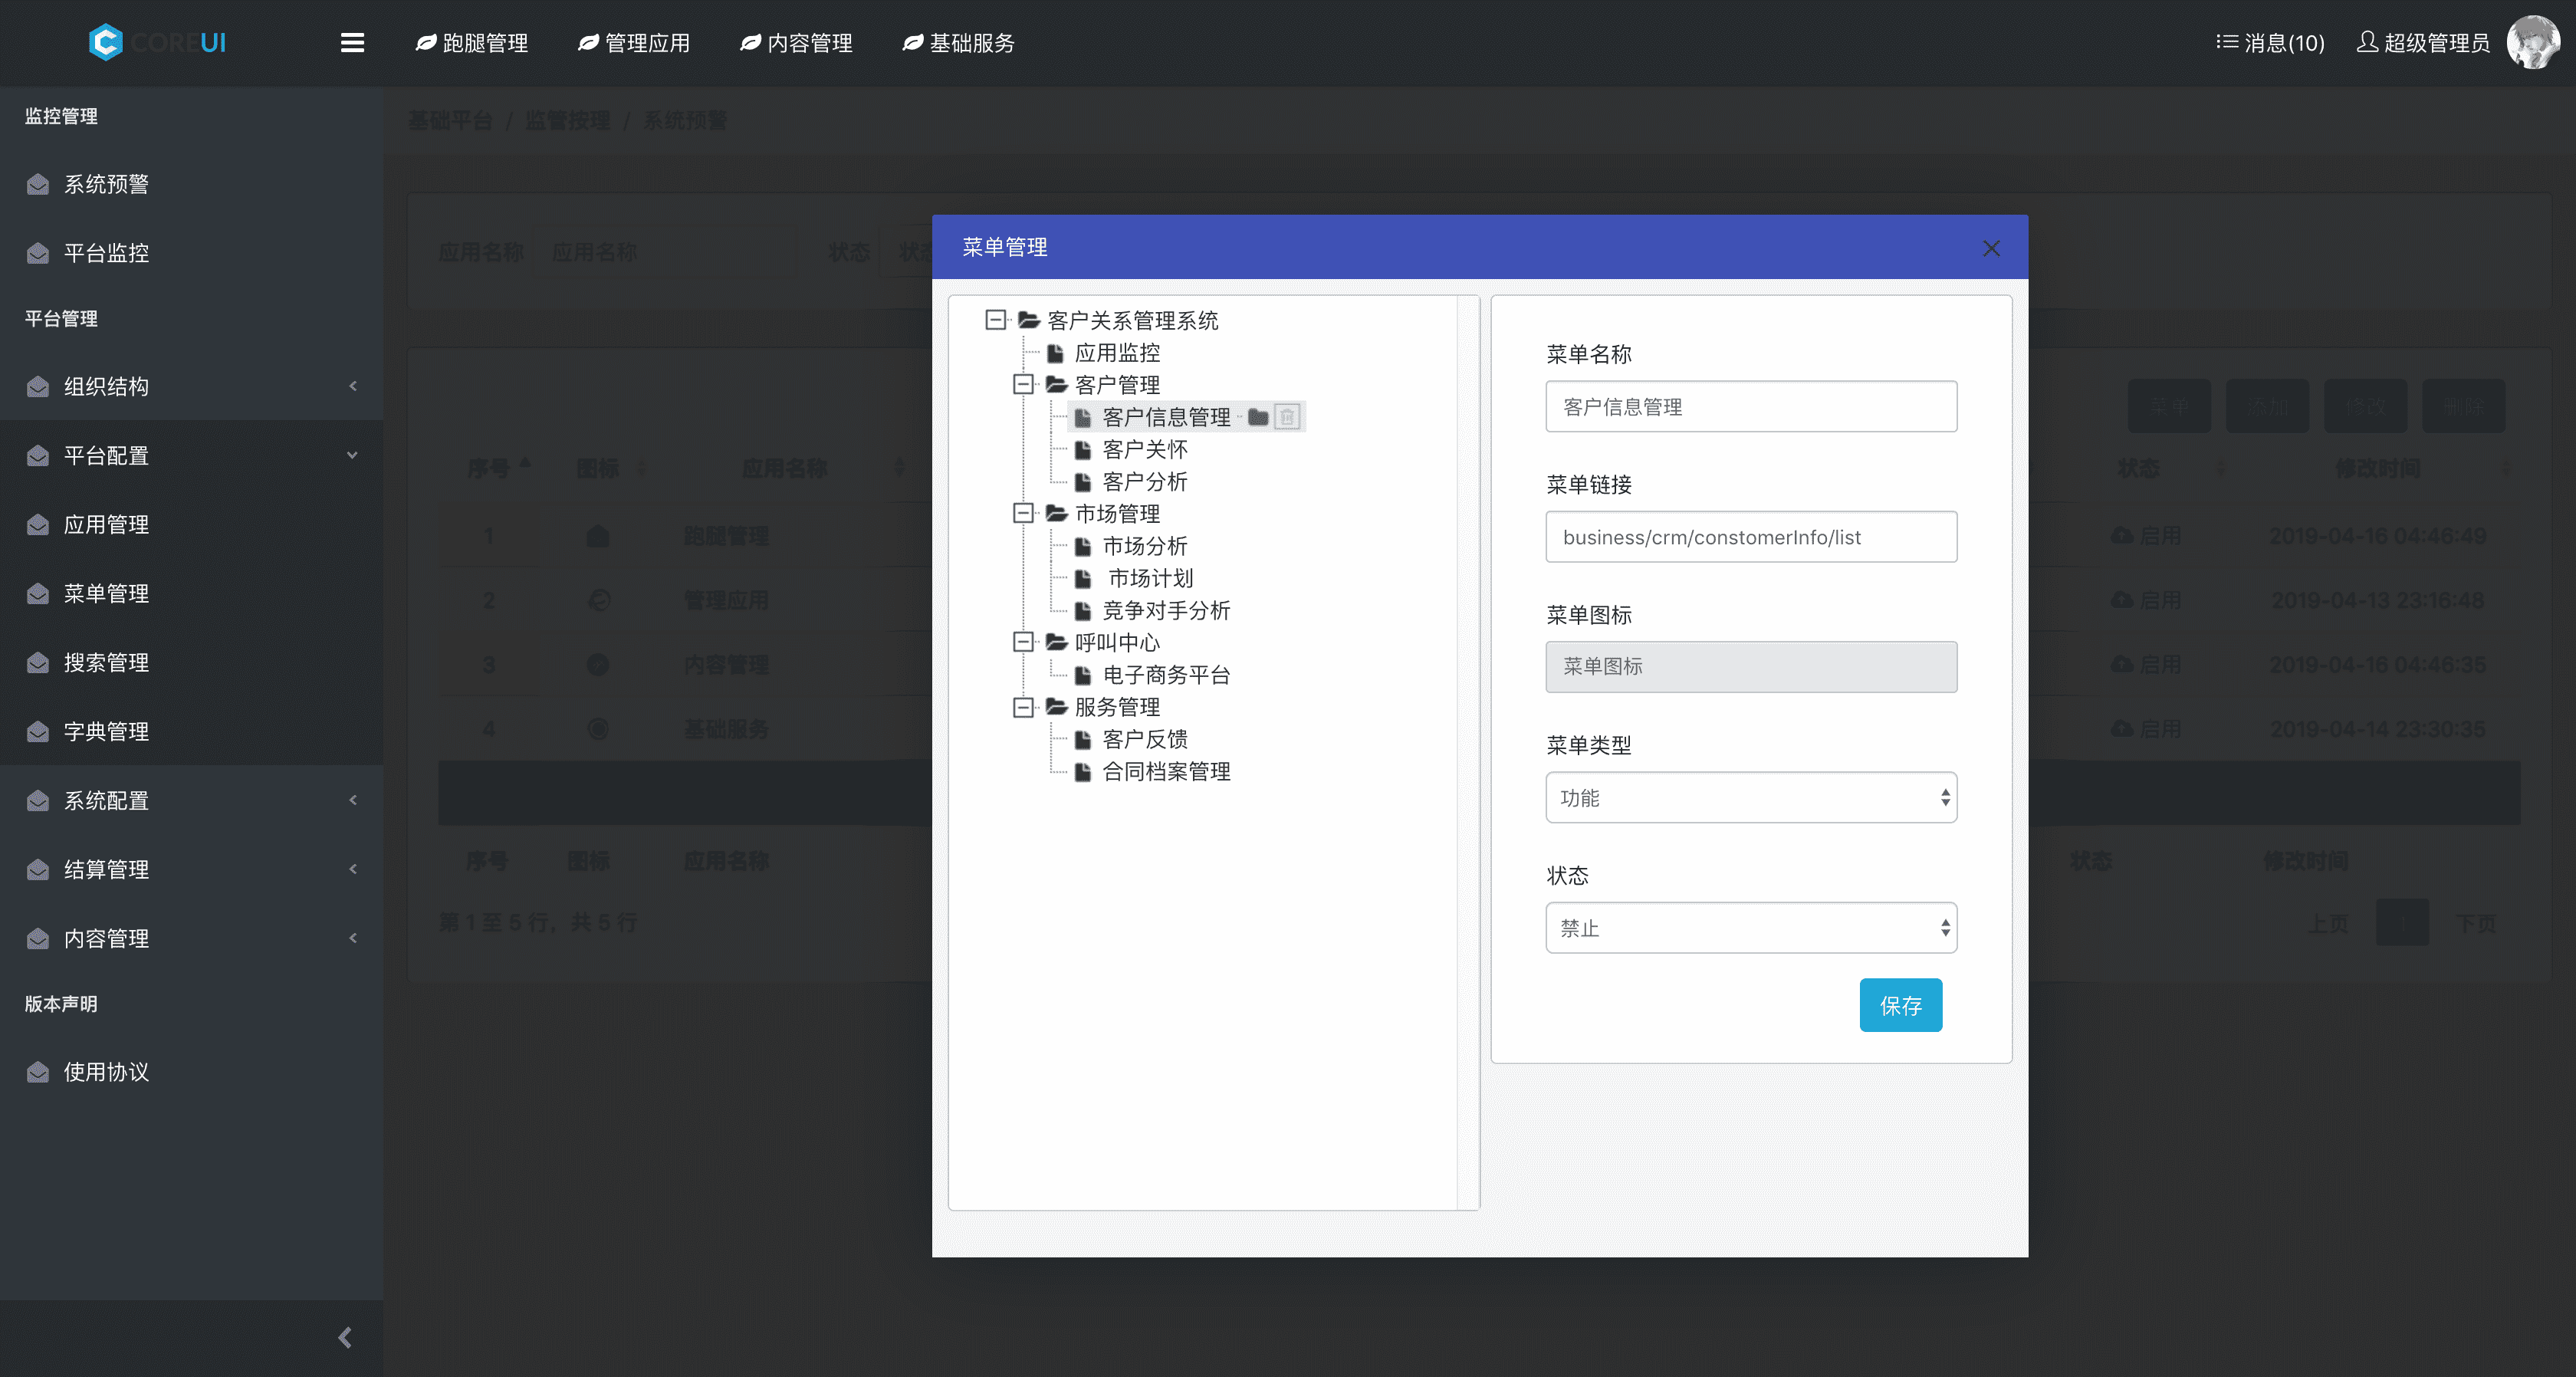 COREUI
跑腿管理
管理应用
内容管理
基础服务
消息(10)
超级管理员
监控管理
系统预警
平台监控
平台管理
组织结构
平台配置
应用管理
菜单管理
搜索管理
字典管理
系统配置
结算管理
内容管理
版本声明
使用协议
基础平台 / 监管按理 / 系统预警
应用名称 应用名称 状态
菜单 添加 修改 删除
序号 图标 应用名称 状态 修改时间
1 跑腿管理 启用 2019-04-16 04:46:49
2 管理应用 启用 2019-04-13 23:16:48
3 内容管理 启用 2019-04-16 04:46:35
4 基础服务 启用 2019-04-14 23:30:35
序号 图标 应用名称 状态 修改时间
第 1 至 5 行，共 5 行
上页 1 下页
菜单管理
客户关系管理系统
应用监控
客户管理
客户信息管理
客户关怀
客户分析
市场管理
市场分析
市场计划
竞争对手分析
呼叫中心
电子商务平台
服务管理
客户反馈
合同档案管理
菜单名称
客户信息管理
菜单链接
business/crm/constomerInfo/list
菜单图标
菜单图标
菜单类型
功能
状态
禁止
保存